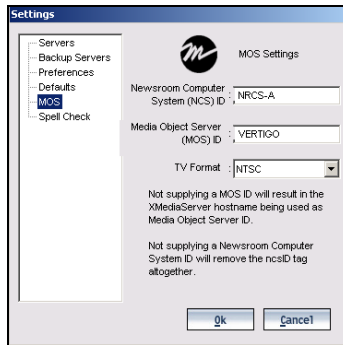 Settings
Servers
Backup Servers
Preferences
Defaults
MOS
Spell Check
MOS Settings
Newsroom Computer
System (NCS) ID : NRCS-A
Media Object Server
(MOS) ID : VERTIGO
TV Format : NTSC
Not supplying a MOS ID will result in the
XMediaServer hostname being used as
Media Object Server ID.
Not supplying a Newsroom Computer
System ID will remove the ncsID tag
altogether.
Ok Cancel